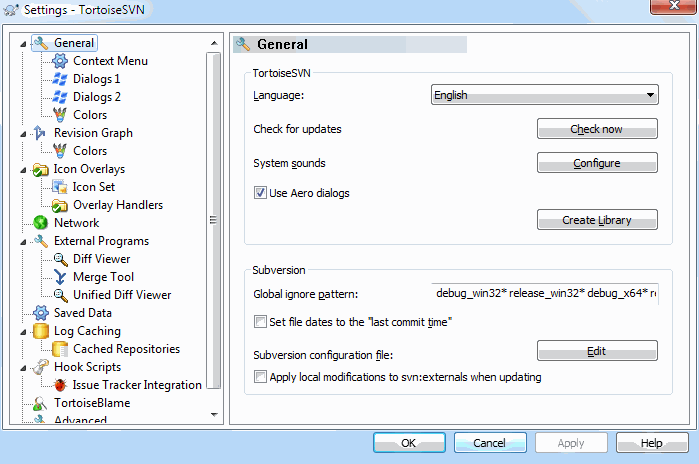 Settings - TortoiseSVN
General
Context Menu
Dialogs 1
Dialogs 2
Colors
Revision Graph
Colors
Icon Overlays
Icon Set
Overlay Handlers
Network
External Programs
Diff Viewer
Merge Tool
Unified Diff Viewer
Saved Data
Log Caching
Cached Repositories
Hook Scripts
Issue Tracker Integration
TortoiseBlame
Advanced
General
TortoiseSVN
Language: English
Check for updates Check now
System sounds Configure
Use Aero dialogs
Create Library
Subversion
Global ignore pattern: debug_win32* release_win32* debug_x64* re
Set file dates to the "last commit time"
Subversion configuration file: Edit
Apply local modifications to svn:externals when updating
OK Cancel Apply Help